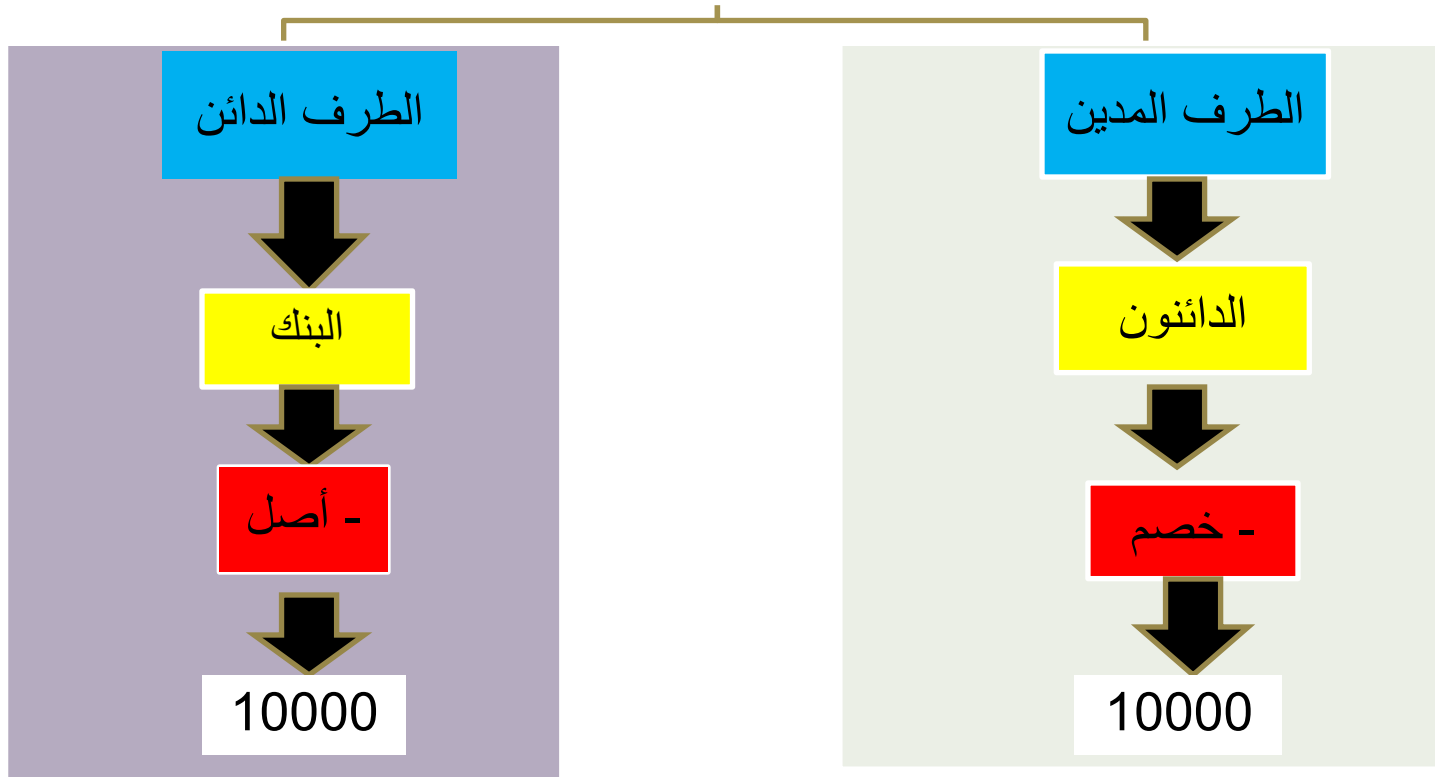 الطرف المدين
الدائنون
- خصم
10000
الطرف الدائن
البنك
- أصل
10000